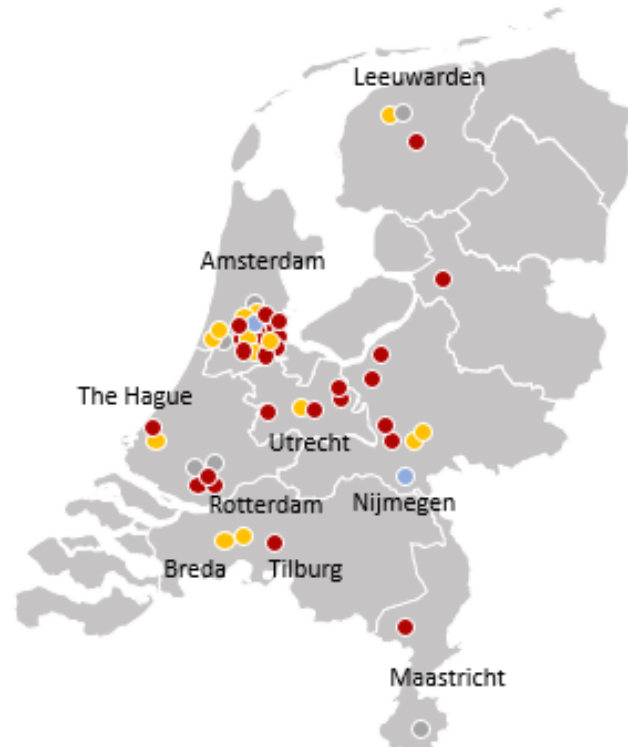 Leeuwarden
Amsterdam
The Hague
Utrecht
Rotterdam
Nijmegen
Breda
Tilburg
Maastricht